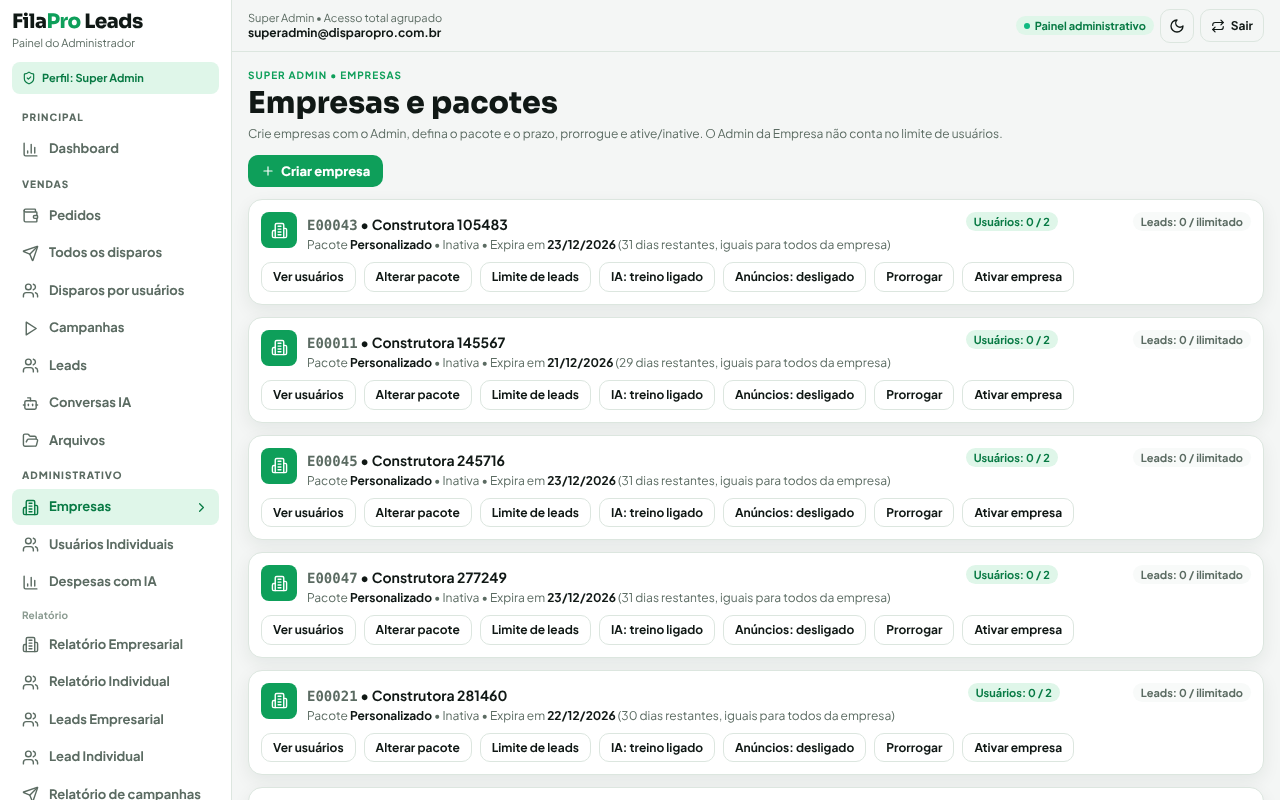 FilaPro Leads
Painel do Administrador
Perfil: Super Admin
PRINCIPAL
Dashboard
VENDAS
Pedidos
Todos os disparos
Disparos por usuários
Campanhas
Leads
Conversas IA
Arquivos
ADMINISTRATIVO
Empresas
Usuários Individuais
Despesas com IA
Relatório
Relatório Empresarial
Relatório Individual
Leads Empresarial
Lead Individual
Relatório de campanhas
Super Admin • Acesso total agrupado
superadmin@disparopro.com.br
Painel administrativo
Sair
SUPER ADMIN • EMPRESAS
Empresas e pacotes
Crie empresas com o Admin, defina o pacote e o prazo, prorrogue e ative/inative. O Admin da Empresa não conta no limite de usuários.
+ Criar empresa
E00043 • Construtora 105483
Usuários: 0 / 2
Leads: 0 / ilimitado
Pacote Personalizado • Inativa • Expira em 23/12/2026 (31 dias restantes, iguais para todos da empresa)
Ver usuários Alterar pacote Limite de leads IA: treino ligado Anúncios: desligado Prorrogar Ativar empresa
E00011 • Construtora 145567
Usuários: 0 / 2
Leads: 0 / ilimitado
Pacote Personalizado • Inativa • Expira em 21/12/2026 (29 dias restantes, iguais para todos da empresa)
Ver usuários Alterar pacote Limite de leads IA: treino ligado Anúncios: desligado Prorrogar Ativar empresa
E00045 • Construtora 245716
Usuários: 0 / 2
Leads: 0 / ilimitado
Pacote Personalizado • Inativa • Expira em 23/12/2026 (31 dias restantes, iguais para todos da empresa)
Ver usuários Alterar pacote Limite de leads IA: treino ligado Anúncios: desligado Prorrogar Ativar empresa
E00047 • Construtora 277249
Usuários: 0 / 2
Leads: 0 / ilimitado
Pacote Personalizado • Inativa • Expira em 23/12/2026 (31 dias restantes, iguais para todos da empresa)
Ver usuários Alterar pacote Limite de leads IA: treino ligado Anúncios: desligado Prorrogar Ativar empresa
E00021 • Construtora 281460
Usuários: 0 / 2
Leads: 0 / ilimitado
Pacote Personalizado • Inativa • Expira em 22/12/2026 (30 dias restantes, iguais para todos da empresa)
Ver usuários Alterar pacote Limite de leads IA: treino ligado Anúncios: desligado Prorrogar Ativar empresa